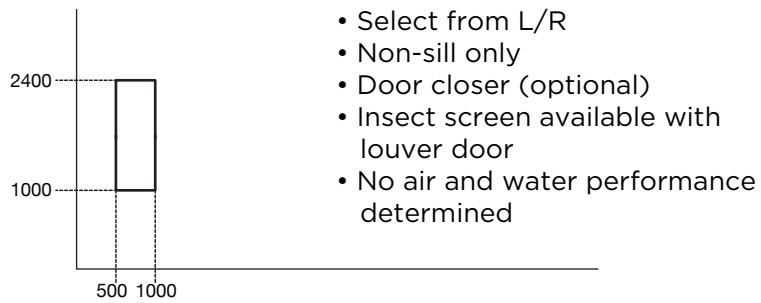 • Select from L/R
• Non-sill only
• Door closer (optional)
• Insect screen available with
louver door
• No air and water performance
determined
2400
1000
500 1000